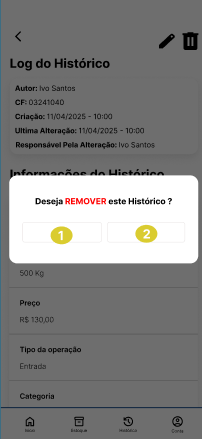 Log do Histórico
Autor: Ivo Santos
CF: 03241040
Criação: 11/04/2025 - 10:00
Ultima Alteração: 11/04/2025 - 10:00
Responsável Pela Alteração: Ivo Santos
Informações do Histórico
Deseja REMOVER este Histórico ?
1 2
500 Kg
Preço
R$ 130,00
Tipo da operação
Entrada
Categoria
Início Estoque Histórico Conta